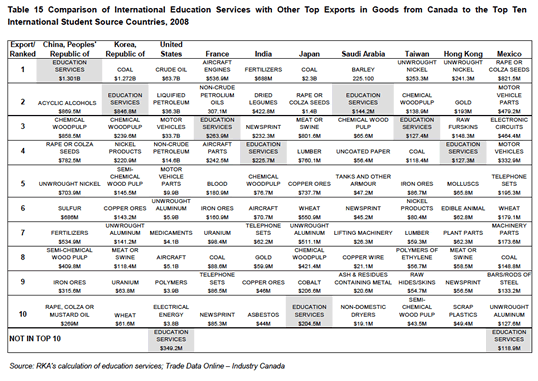 Table 15 Comparison of International Education Services with Other Top Exports in Goods from Canada to the Top Ten
International Student Source Countries, 2008
Export/ Ranked China, Peoples' Republic of Korea, Republic of United States France India Japan Saudi Arabia Taiwan Hong Kong Mexico
1 EDUCATION SERVICES $1.301B COAL $1.272B CRUDE OIL $63.7B AIRCRAFT ENGINES $536.9M FERTILIZERS $688M COAL $2.3B BARLEY 225.100 UNWROUGHT NICKEL $253.3M UNWROUGHT NICKEL $241.3M RAPE OR COLZA SEEDS $821.5M
2 ACYCLIC ALCOHOLS $869.5M EDUCATION SERVICES $846.8M LIQUIFIED PETROLEUM $36.3B NON-CRUDE PETROLIUM OILS 307.1M DRIED LEGUMES $422.8M RAPE OR COLZA SEEDS $1.4B EDUCATION SERVICES $144.2M CHEMICAL WOODPULP $138.9M GOLD $193M MOTOR VEHICLE PARTS $479.2M
3 CHEMICAL WOODPULP $858.5M CHEMICAL WOODPULP $239.6M MOTOR VEHICLES $33.7B EDUCATION SERVICES $263.9M NEWSPRINT $232.3M MEAT OR SWINE $801.6M CHEMICAL WOODPULP $65.6M EDUCATION SERVICES $127.4M RAW FURSKINS $148.3M ELECTRONIC CIRCUITS $464.4M
4 RAPE OR COLZA SEEDS $782.5M NICKEL PRODUCTS $220.9M NON-CRUDE PETROLEUM $14.6B AIRCRAFT PARTS $242.5M EDUCATION SERVICES $225.7M LUMBER $760.1M UNCOATED PAPER $56.4M COAL $118.4M EDUCATION SERVICES $127.3M MOTOR VEHICLES $332.9M
5 UNWROUGHT NICKEL $703.9M SEMI-CHEMICAL WOOD PULP $145.5M MOTOR VEHICLE PARTS $9.9B BLOOD $180.9M CHEMICAL WOODPULP $76.7M COPPER ORES $737.7M TANKS AND OTHER ARMOUR $47.2M IRON ORES $86.7M MOLLUSCS $65.8M TELEPHONE SETS $195.3M
6 SULFUR $686M COPPER ORES $143.2M UNWROUGHT ALUMINUM $5.9B IRON ORES $160.4M AIRCRAFT $70.7M WHEAT $550.9M NEWSPRINT $45.2M NICKEL PRODUCTS $80.4M EDIBLE ANIMAL $62.8M WHEAT $179.1M
7 FERTILIZERS $534.9M UNWROUGHT ALUMINUM $141.2M MEDICAMENTS $4.1B URANIUM $98.4M TELEPHONE SETS $62.2M UNWROUGHT ALUMINUM $511.1M LIFTING MACHINERY $26.3M LUMBER $59.3M PLANT PARTS $62.3M MACHINERY PARTS $173.6M
8 SEMI-CHEMICAL WOOD PULP $409.8M MEAT OR SWINE $118.4M AIRCRAFT $5.1B COAL $88.6M GOLD $59.9M CHEMICAL WOODPULP $421.4M COPPER WIRE $21.1M POLYMERS OF ETHYLENE $56.7M MEAT OR SWINE $58.5M COAL $148.8M
9 IRON ORES $315.6M URANIUM $63.8M POLYMERS $3.9B TELEPHONE SETS $86.5M COPPER ORES $46M COBALT $206.6M ASH & RESIDUES CONTAINING METAL $20.6M RAW HIDES/SKINS $54.7M NEWSPRINT $56.5M BARS/RODS OF STEEL $133.2M
10 RAPE, COLZA OR MUSTARD OIL $269M WHEAT $61.6M ELECTRICAL ENERGY $3.8B NEWSPRINT $85.3M ASBESTOS $44M EDUCATION SERVICES $204.5M NON-DOMESTIC DRYERS $19.1M SEMI-CHEMICAL WOOD PULP $43.5M SCRAP PLASTICS $49.4M UNWROUGHT ALUMINUM $127.6M
NOT IN TOP 10 EDUCATION SERVICES $349.2M EDUCATION SERVICES $118.9M
Source: RKA's calculation of education services; Trade Data Online – Industry Canada